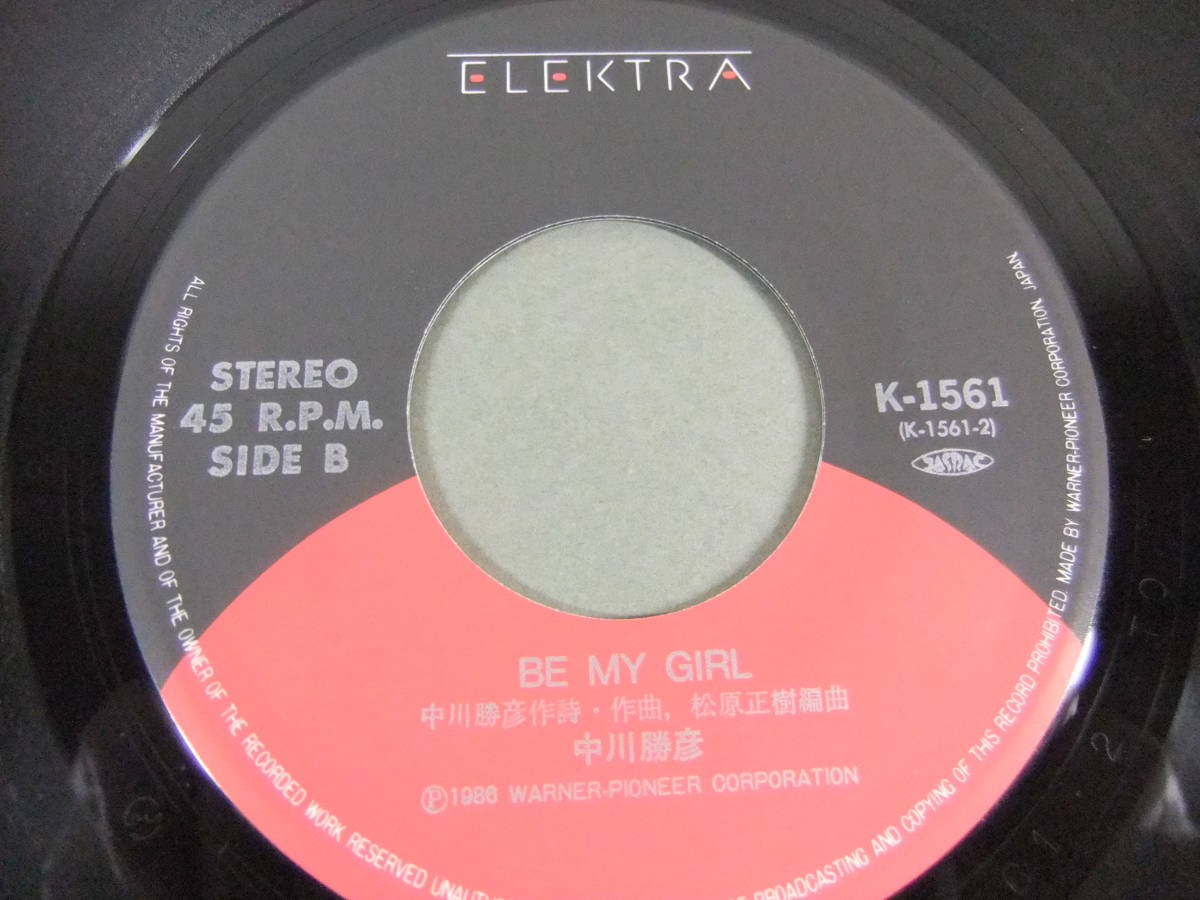 ELEKTRA
STEREO
45 R.P.M.
SIDE B
K-1561
(K-1561-2)
JASRAC
BE MY GIRL
中川勝彦作詩・作曲, 松原正樹編曲
中川勝彦
Ⓟ1986 WARNER-PIONEER CORPORATION
ALL RIGHTS OF THE MANUFACTURER AND OF THE OWNER OF THE RECORDED WORK RESERVED BROADCASTING AND COPYING OF THIS RECORD PROHIBITED. MADE BY WARNER-PIONEER CORPORATION, JAPAN